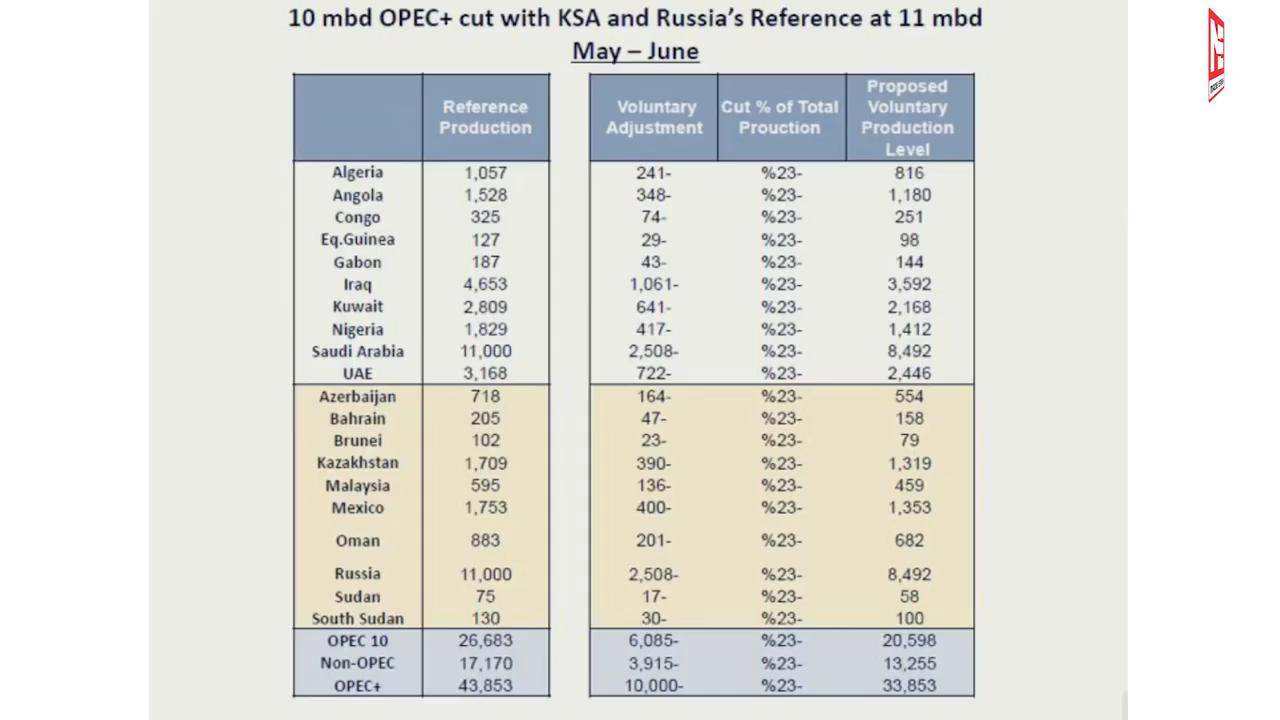 10 mbd OPEC+ cut with KSA and Russia's Reference at 11 mbd
May – June
Reference Production Voluntary Adjustment Cut % of Total Prouction Proposed Voluntary Production Level
Algeria 1,057 241- %23- 816
Angola 1,528 348- %23- 1,180
Congo 325 74- %23- 251
Eq.Guinea 127 29- %23- 98
Gabon 187 43- %23- 144
Iraq 4,653 1,061- %23- 3,592
Kuwait 2,809 641- %23- 2,168
Nigeria 1,829 417- %23- 1,412
Saudi Arabia 11,000 2,508- %23- 8,492
UAE 3,168 722- %23- 2,446
Azerbaijan 718 164- %23- 554
Bahrain 205 47- %23- 158
Brunei 102 23- %23- 79
Kazakhstan 1,709 390- %23- 1,319
Malaysia 595 136- %23- 459
Mexico 1,753 400- %23- 1,353
Oman 883 201- %23- 682
Russia 11,000 2,508- %23- 8,492
Sudan 75 17- %23- 58
South Sudan 130 30- %23- 100
OPEC 10 26,683 6,085- %23- 20,598
Non-OPEC 17,170 3,915- %23- 13,255
OPEC+ 43,853 10,000- %23- 33,853